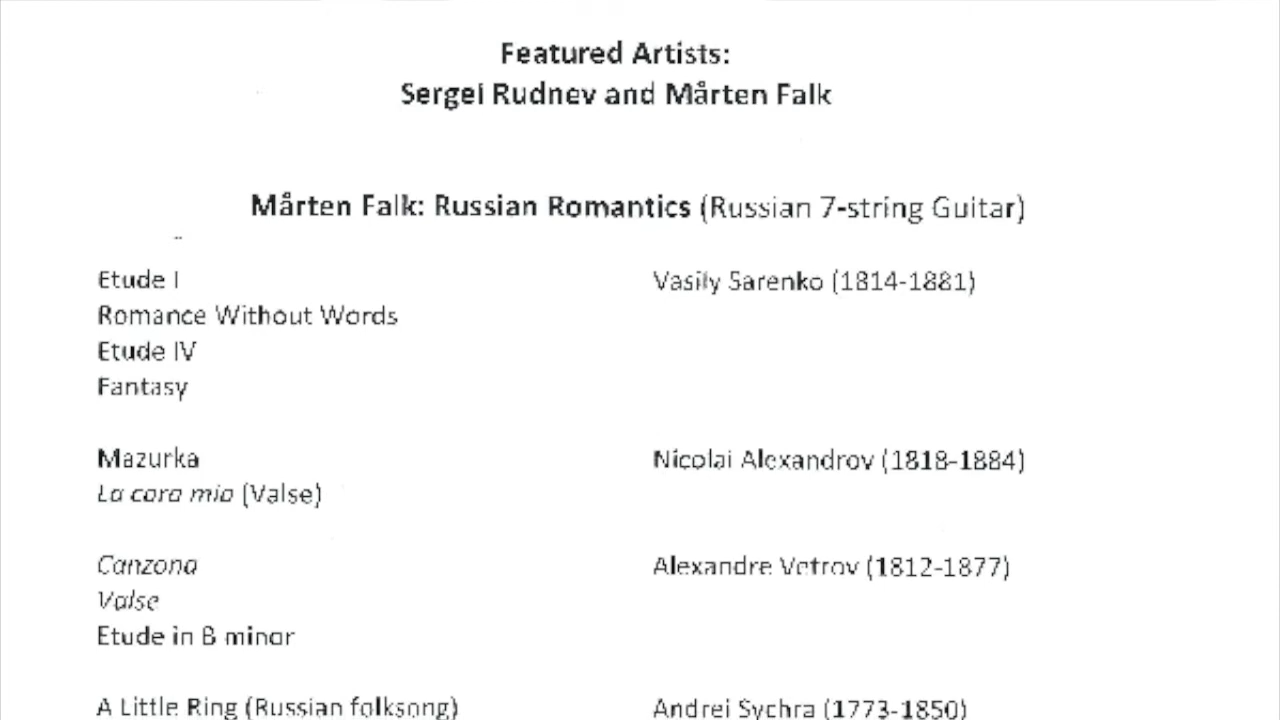 Featured Artists:
Sergei Rudnev and Mårten Falk
Mårten Falk: Russian Romantics (Russian 7-string Guitar)
Etude I Vasily Sarenko (1814-1881)
Romance Without Words
Etude IV
Fantasy
Mazurka Nicolai Alexandrov (1818-1884)
La cara mia (Valse)
Canzona Alexandre Vetrov (1812-1877)
Valse
Etude in B minor
A Little Ring (Russian folksong) Andrei Sychra (1773-1850)